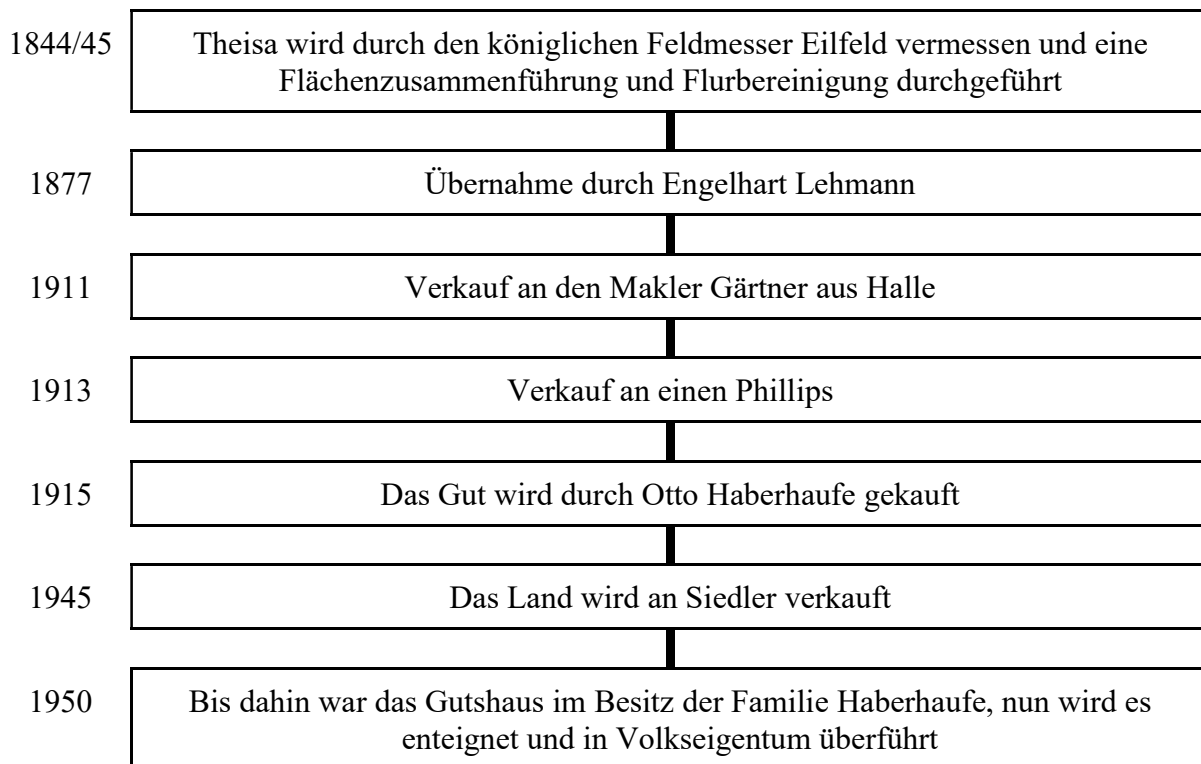 1844/45 Theisa wird durch den königlichen Feldmesser Eilfeld vermessen und eine
Flächenzusammenführung und Flurbereinigung durchgeführt
1877 Übernahme durch Engelhart Lehmann
1911 Verkauf an den Makler Gärtner aus Halle
1913 Verkauf an einen Phillips
1915 Das Gut wird durch Otto Haberhaufe gekauft
1945 Das Land wird an Siedler verkauft
1950 Bis dahin war das Gutshaus im Besitz der Familie Haberhaufe, nun wird es
enteignet und in Volkseigentum überführt